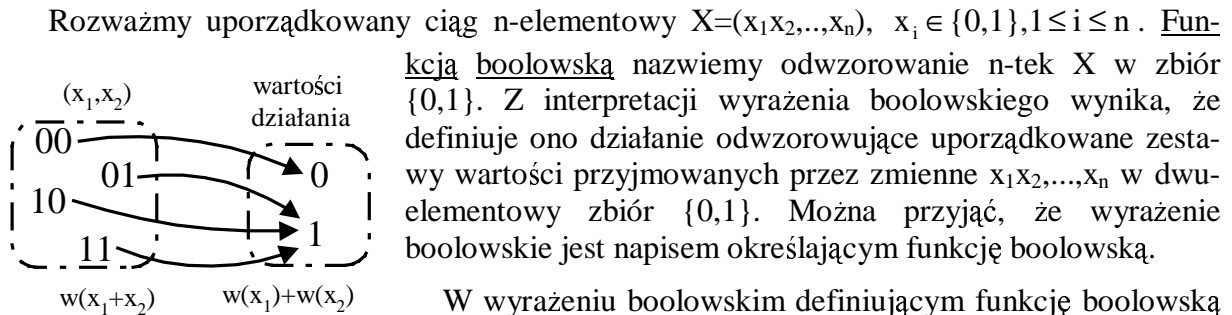 Rozważmy uporządkowany ciąg n-elementowy X=(x₁x₂,..,xₙ), xᵢ ∈ {0,1}, 1 ≤ i ≤ n . Fun-
kcją boolowską nazwiemy odwzorowanie n-tek X w zbiór
{0,1}. Z interpretacji wyrażenia boolowskiego wynika, że
definiuje ono działanie odwzorowujące uporządkowane zesta-
wy wartości przyjmowanych przez zmienne x₁x₂,...,xₙ w dwu-
elementowy zbiór {0,1}. Można przyjąć, że wyrażenie
boolowskie jest napisem określającym funkcję boolowską.
(x₁,x₂)
wartości
działania
00
01
10
11
0
1
w(x₁+x₂)
w(x₁)+w(x₂)
W wyrażeniu boolowskim definiującym funkcję boolowską